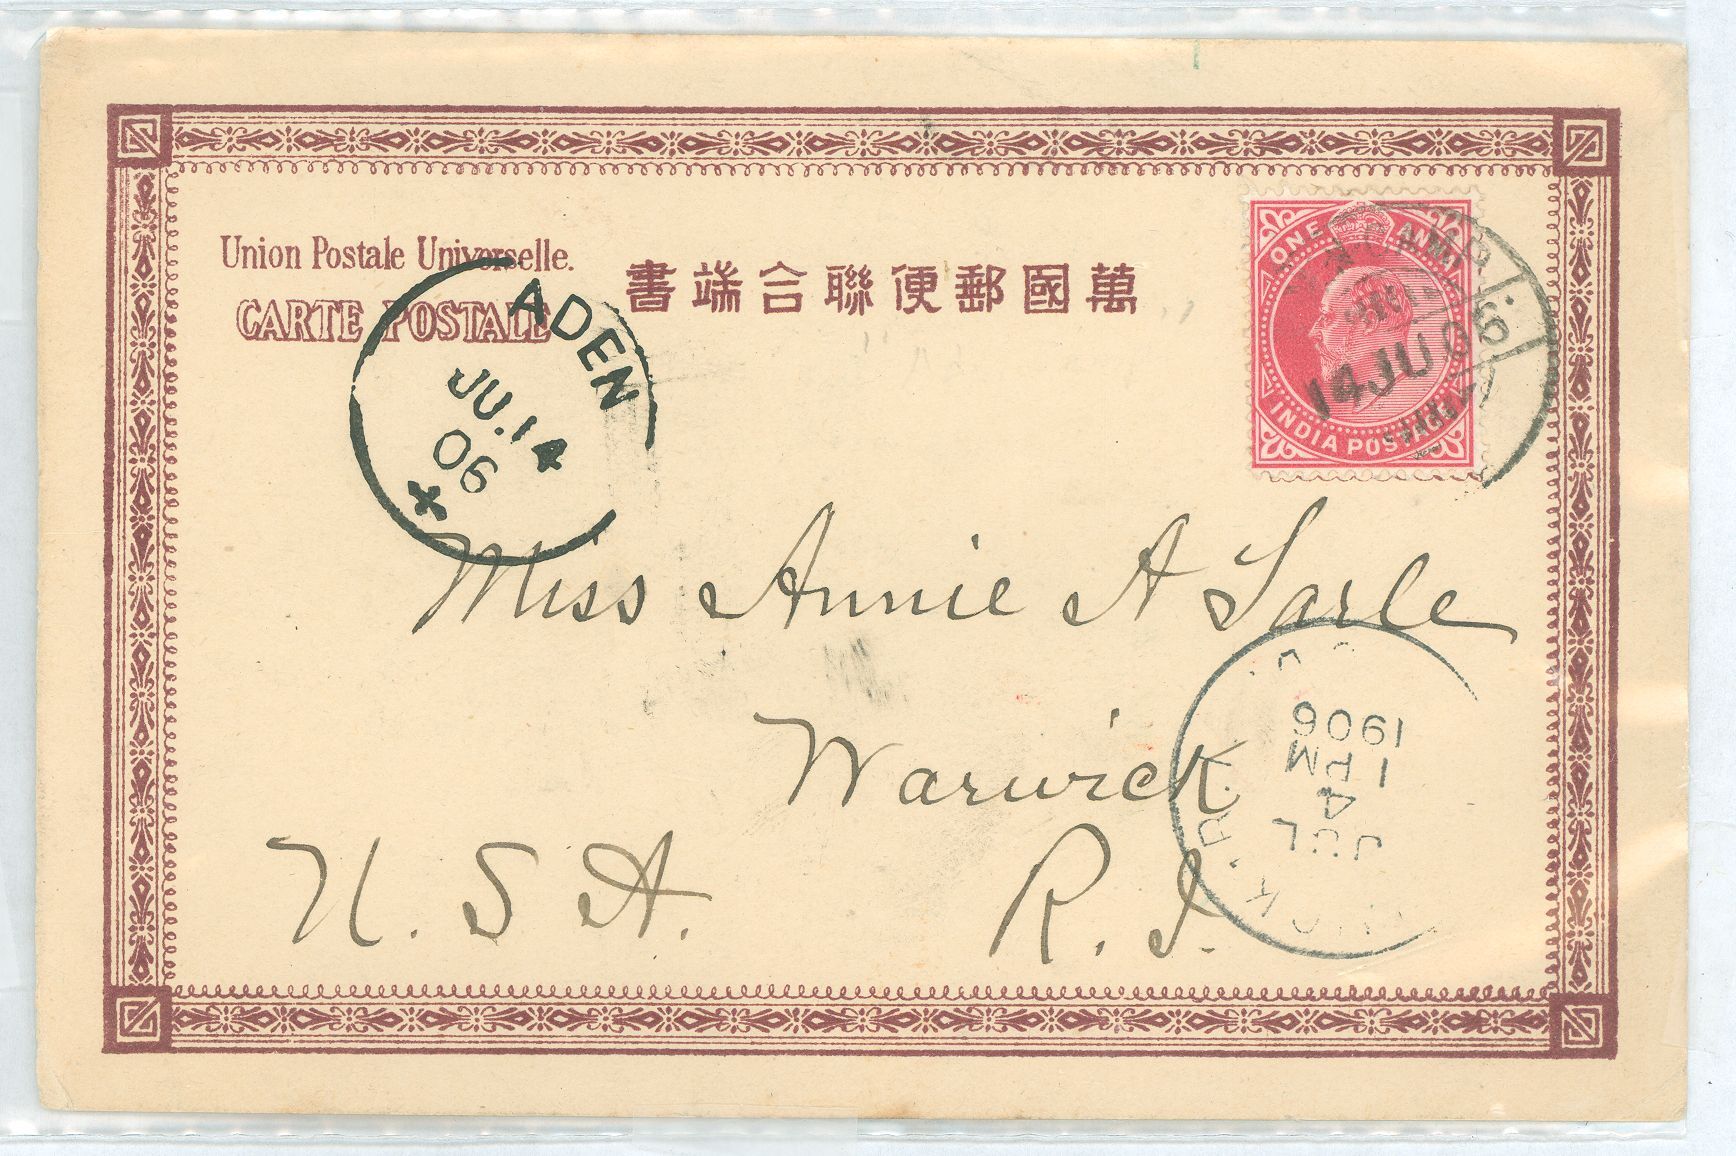 Union Postale Universelle.
CARTE POSTALE
書端合聯便郵國萬
ONE ANNA
INDIA POSTAGE
14 JU 06
ADEN
JU. 14
06
Miss Annie A Sarle
Warwick
R. I.
U. S A.
JUL
4
1 PM
1906